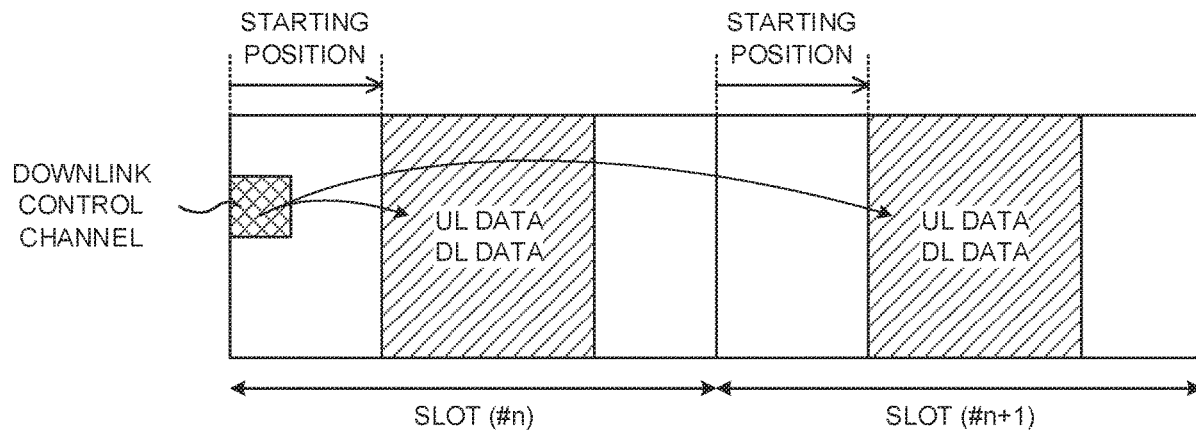 STARTING
POSITION
STARTING
POSITION
DOWNLINK
CONTROL
CHANNEL
UL DATA
DL DATA
UL DATA
DL DATA
SLOT (#n)
SLOT (#n+1)